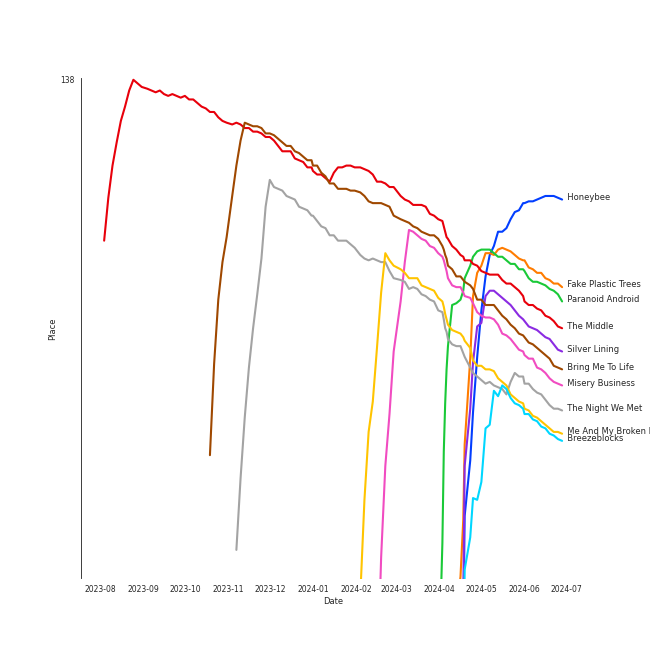 138
Honeybee
Fake Plastic Trees
Paranoid Android
The Middle
Silver Lining
Bring Me To Life
Misery Business
The Night We Met
Me And My Broken
Breezeblocks
Place
2023-08 2023-09 2023-10 2023-11 2023-12 2024-01 2024-02 2024-03 2024-04 2024-05 2024-06 2024-07
Date